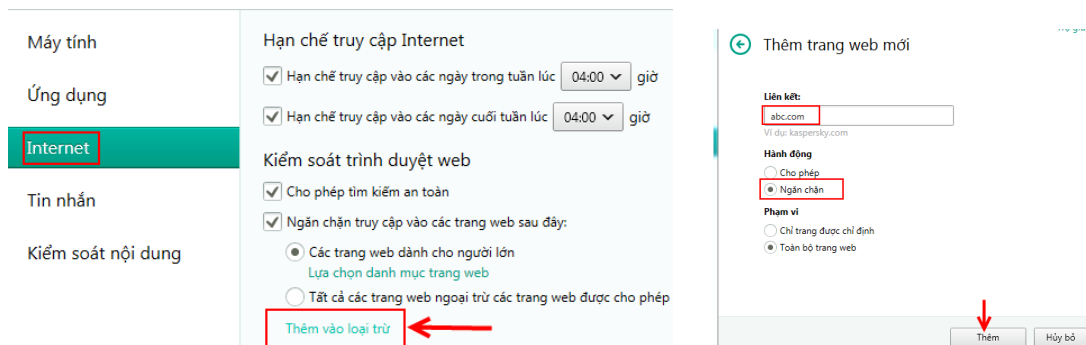 Máy tính
Ứng dụng
Internet
Tin nhắn
Kiểm soát nội dung
Hạn chế truy cập Internet
Hạn chế truy cập vào các ngày trong tuần lúc 04:00 giờ
Hạn chế truy cập vào các ngày cuối tuần lúc 04:00 giờ
Kiểm soát trình duyệt web
Cho phép tìm kiếm an toàn
Ngăn chặn truy cập vào các trang web sau đây:
Các trang web dành cho người lớn
Lựa chọn danh mục trang web
Tất cả các trang web ngoại trừ các trang web được cho phép
Thêm vào loại trừ
Thêm trang web mới
Liên kết:
abc.com
Ví dụ: kaspersky.com
Hành động
Cho phép
Ngăn chặn
Phạm vi
Chỉ trang được chỉ định
Toàn bộ trang web
Thêm
Hủy bỏ